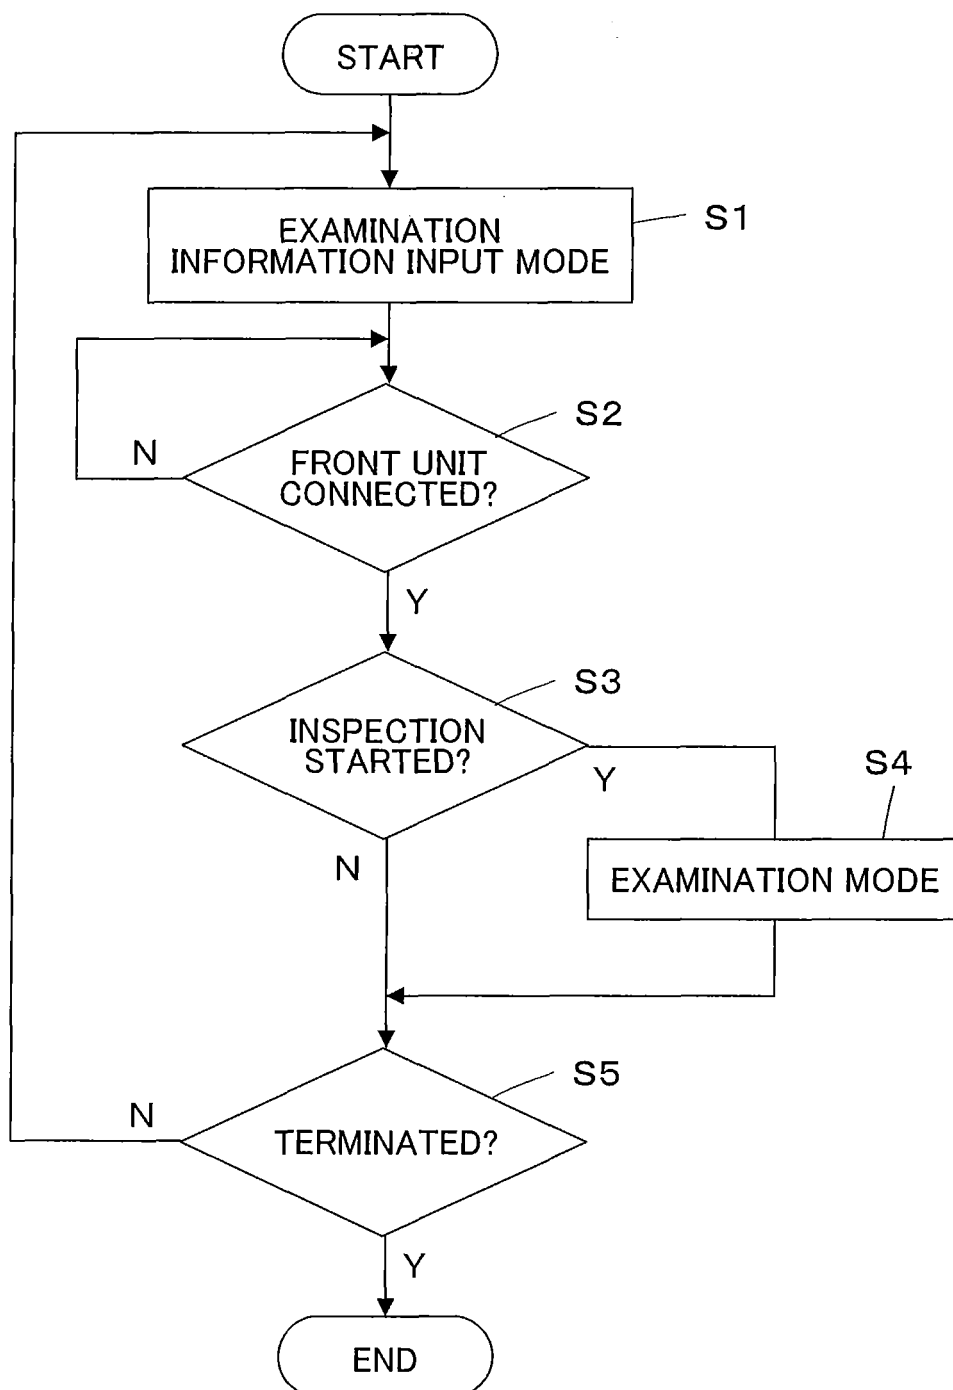 START
EXAMINATION
INFORMATION INPUT MODE
S1
S2
N
FRONT UNIT
CONNECTED?
Y
S3
INSPECTION
STARTED?
Y
S4
N
EXAMINATION MODE
S5
N
TERMINATED?
Y
END